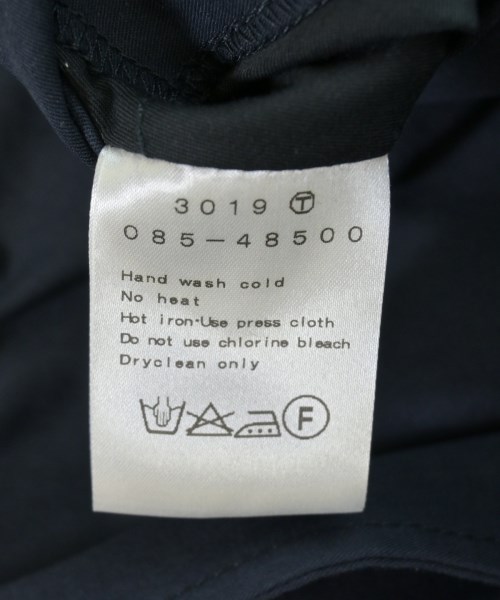 3019 Ⓣ
085-48500
Hand wash cold
No heat
Hot iron·Use press cloth
Do not use chlorine bleach
Dryclean only
F